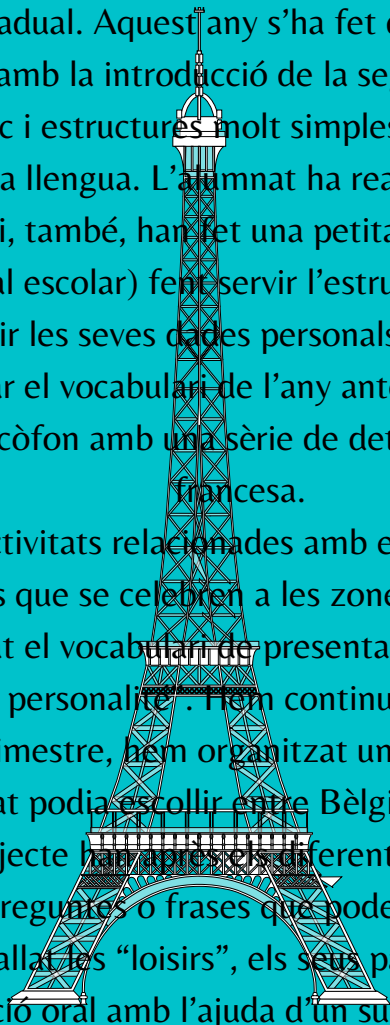 adual. Aquest any s’ha fet
amb la introducció de la se
c i estructures molt simples
a llengua. L’alumnat ha rea
i, també, han fet una petita
al escolar) fent servir l’estru
ir les seves dades personals
ar el vocabulari de l’any ant
còfon amb una sèrie de det
francesa.
ctivitats relacionades amb e
s que se celebren a les zone
at el vocabulari de presenta
personalité”. Hem continu
imestre, hem organitzat un
at podia escollir entre Bèlgi
jecte han après els diferent
reguntes o frases que pode
allat les “loisirs”, els seus p
ció oral amb l’ajuda d’un su